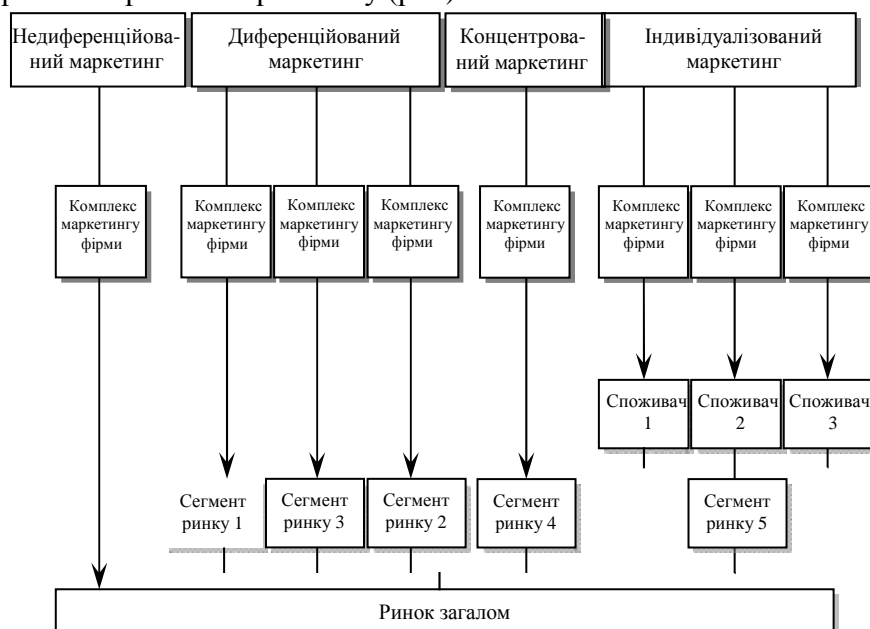 Недиференційова-
ний маркетинг
Диференційований
маркетинг
Концентрова-
ний маркетинг
Індивідуалізований
маркетинг
Комплекс
маркетингу
фірми
Комплекс
маркетингу
фірми
Комплекс
маркетингу
фірми
Комплекс
маркетингу
фірми
Комплекс
маркетингу
фірми
Комплекс
маркетингу
фірми
Комплекс
маркетингу
фірми
Комплекс
маркетингу
фірми
Споживач
1
Споживач
2
Споживач
3
Сегмент
ринку 1
Сегмент
ринку 3
Сегмент
ринку 2
Сегмент
ринку 4
Сегмент
ринку 5
Ринок загалом